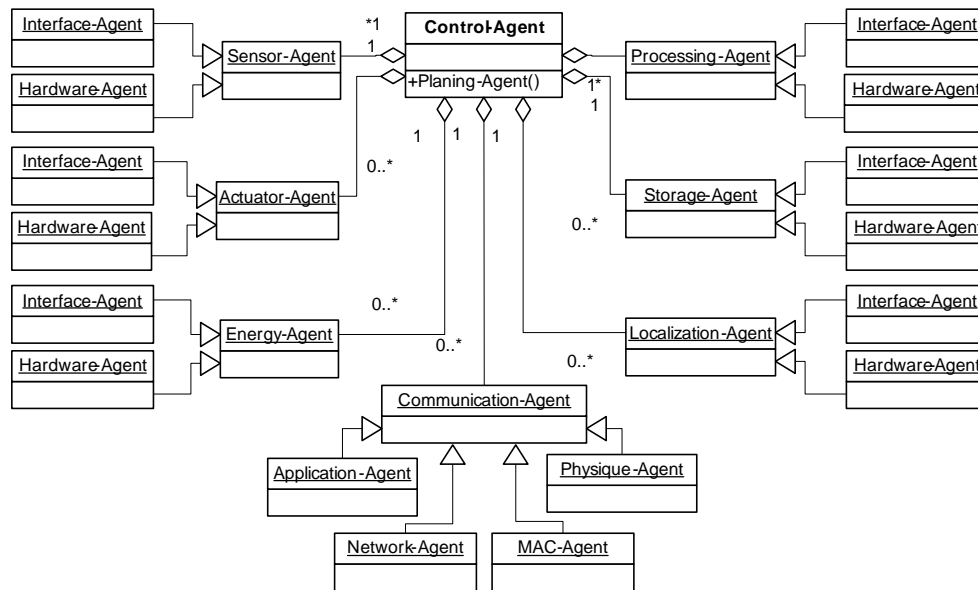 Interface-Agent
*1
Control-Agent
Interface-Agent
1
Sensor-Agent
Processing-Agent
Hardware-Agent
+Planing-Agent()
1*
Hardware-Agent
1
1
1
1
Interface-Agent
0..*
Interface-Agent
Actuator-Agent
Storage-Agent
Hardware-Agent
0..*
Hardware-Agent
Interface-Agent
0..*
Interface-Agent
Energy-Agent
Localization-Agent
0..*
0..*
Hardware-Agent
Hardware-Agent
Communication-Agent
Application-Agent
Physique-Agent
Network-Agent
MAC-Agent